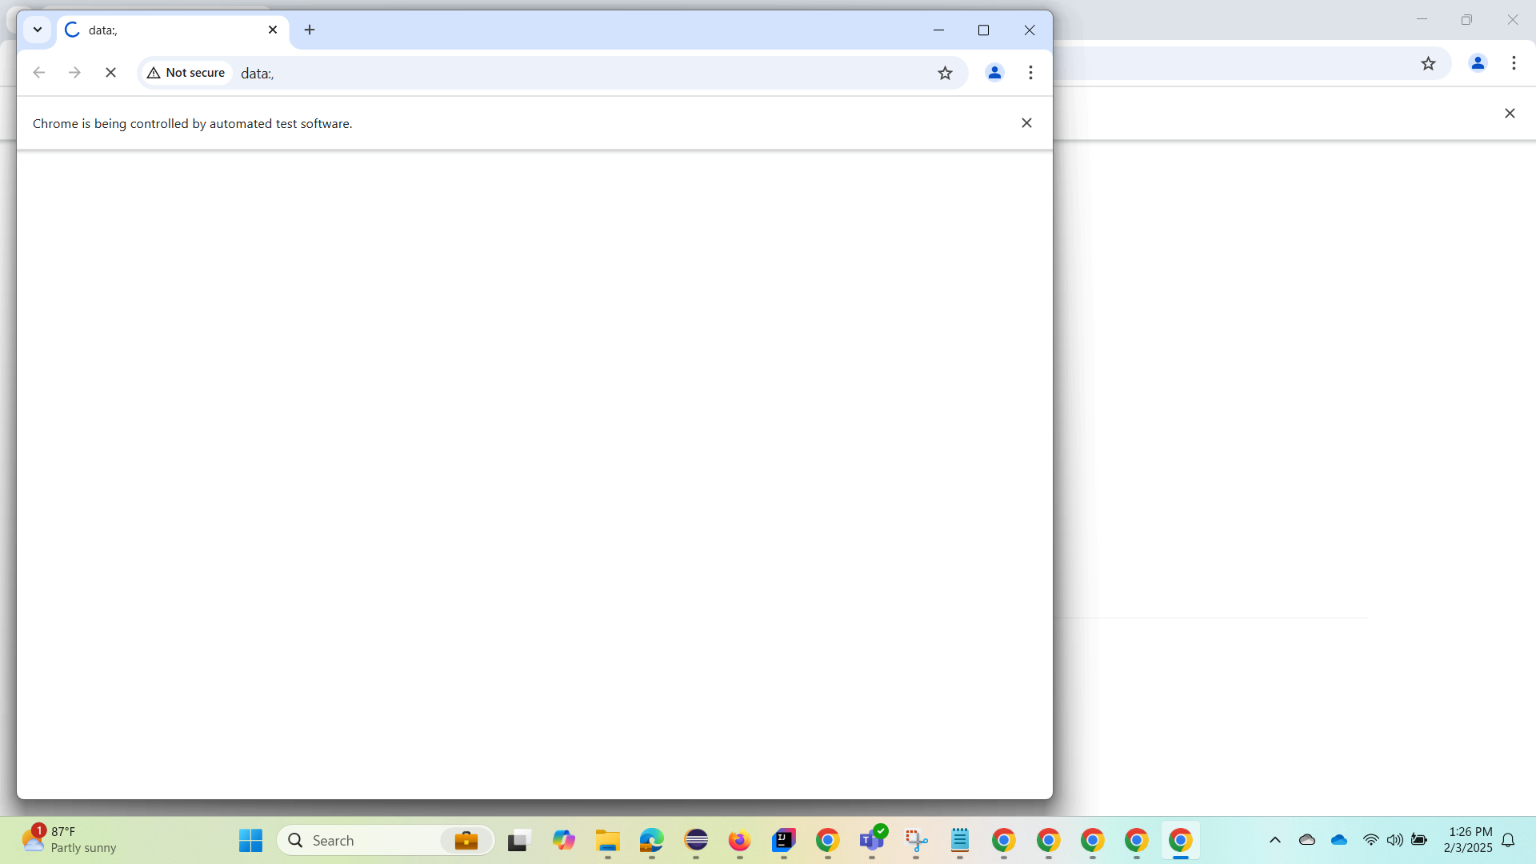 data:,
Not secure
data:,
Chrome is being controlled by automated test software.
1
87°F
Partly sunny
Search
1:26 PM
2/3/2025